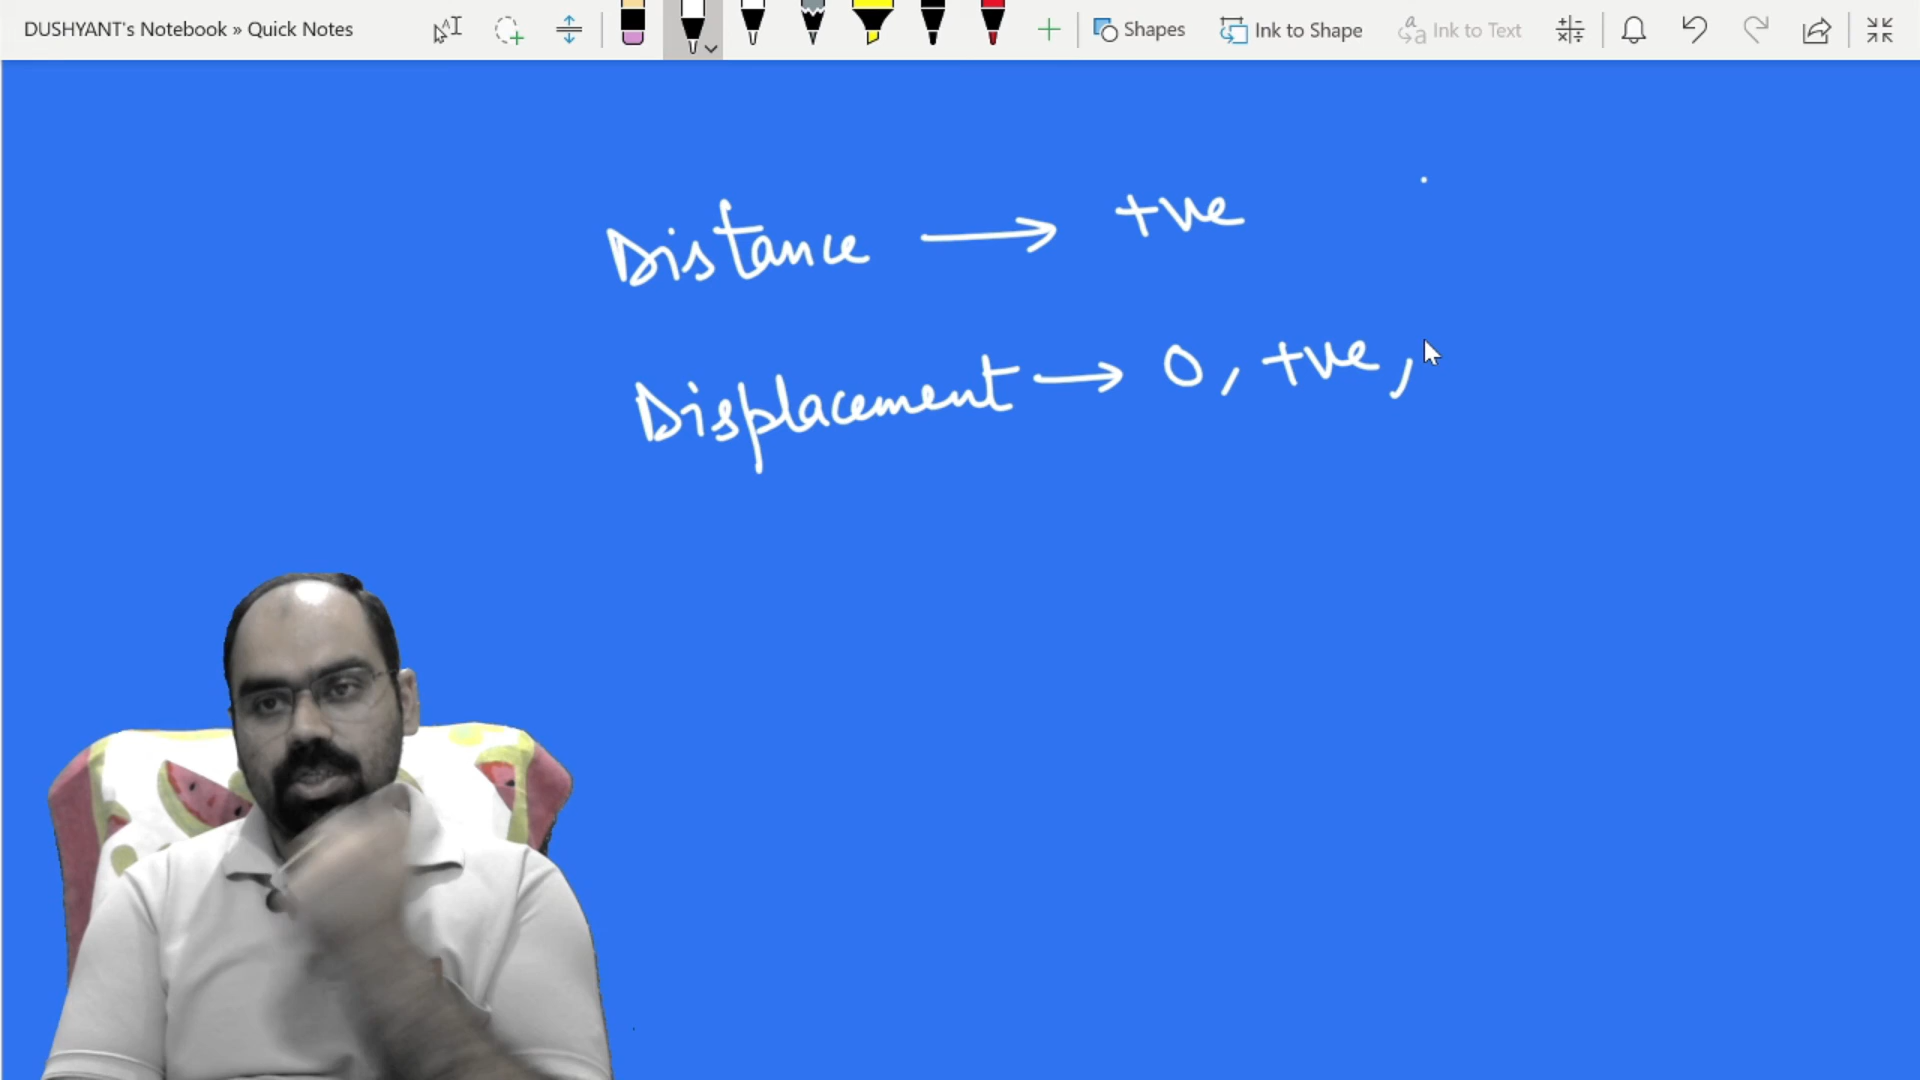 DUSHYANT's Notebook » Quick Notes
Shapes
Ink to Shape
Ink to Text
Distance → +ve
Displacement → 0, +ve,